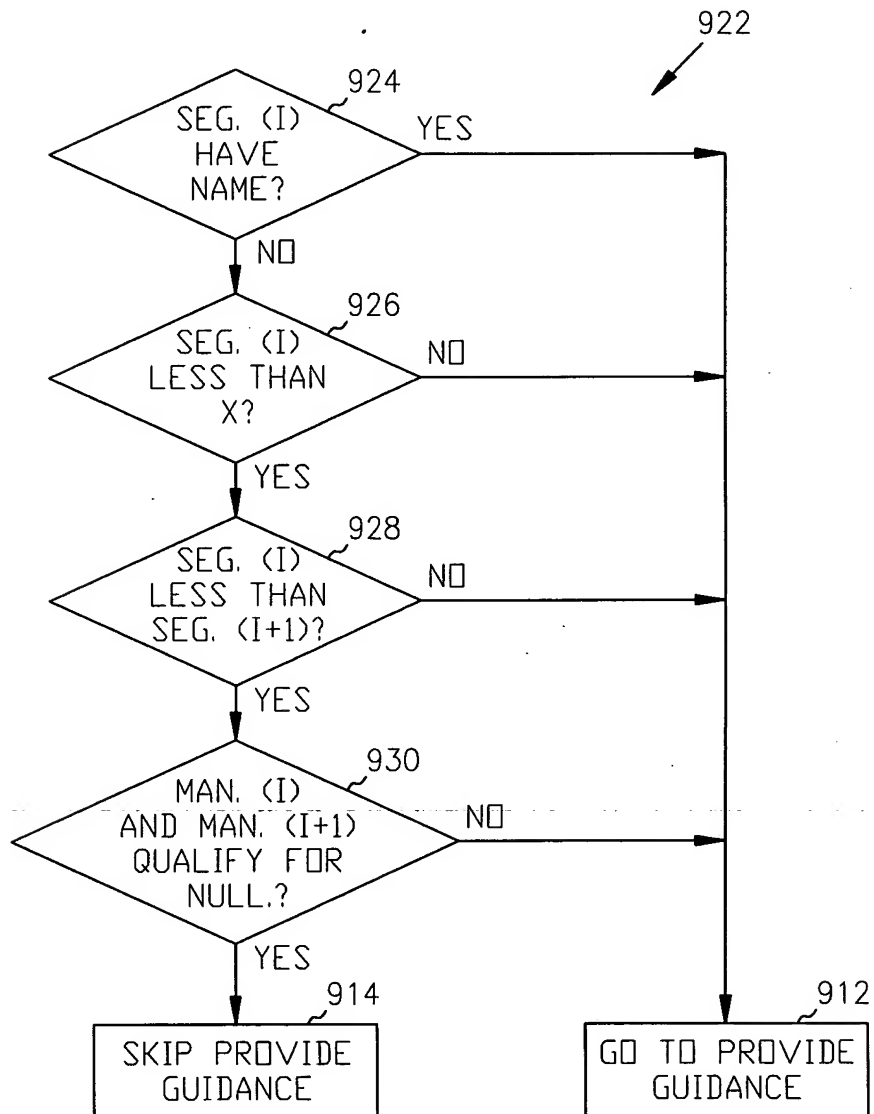 922
924
SEG. (I)
HAVE
NAME?
YES
NO
926
SEG. (I)
LESS THAN
X?
NO
YES
928
SEG. (I)
LESS THAN
SEG. (I+1)?
NO
YES
930
MAN. (I)
AND MAN. (I+1)
QUALIFY FOR
NULL.?
NO
YES
914
SKIP PROVIDE
GUIDANCE
912
GO TO PROVIDE
GUIDANCE